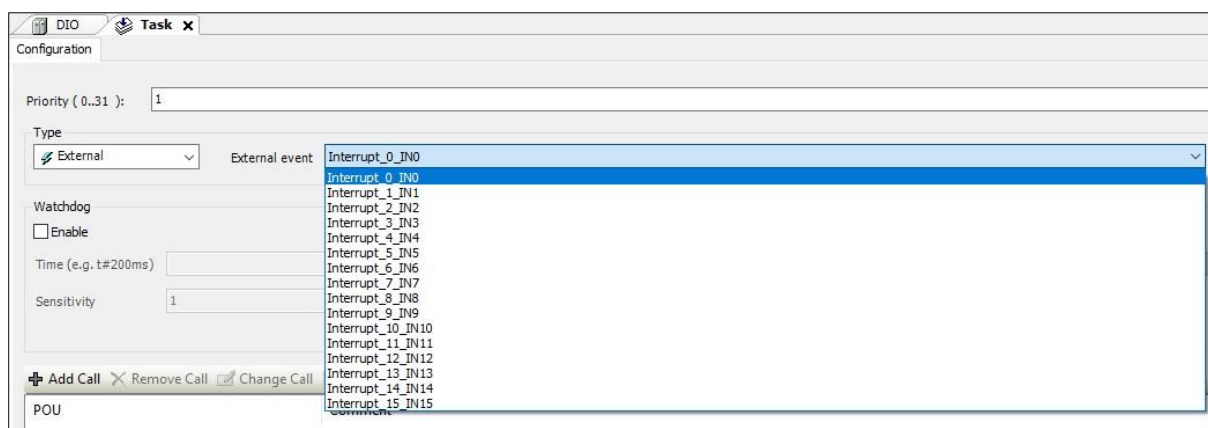 DIO Task
Configuration
Priority ( 0..31 ): 1
Type
External External event Interrupt_0_IN0
Interrupt_0_IN0
Interrupt_1_IN1
Watchdog Interrupt_2_IN2
Interrupt_3_IN3
Enable Interrupt_4_IN4
Interrupt_5_IN5
Time (e.g. t#200ms) Interrupt_6_IN6
Interrupt_7_IN7
Sensitivity 1 Interrupt_8_IN8
Interrupt_9_IN9
Interrupt_10_IN10
Interrupt_11_IN11
Interrupt_12_IN12
Interrupt_13_IN13
Add Call Remove Call Change Call Interrupt_14_IN14
Interrupt_15_IN15
POU Comment